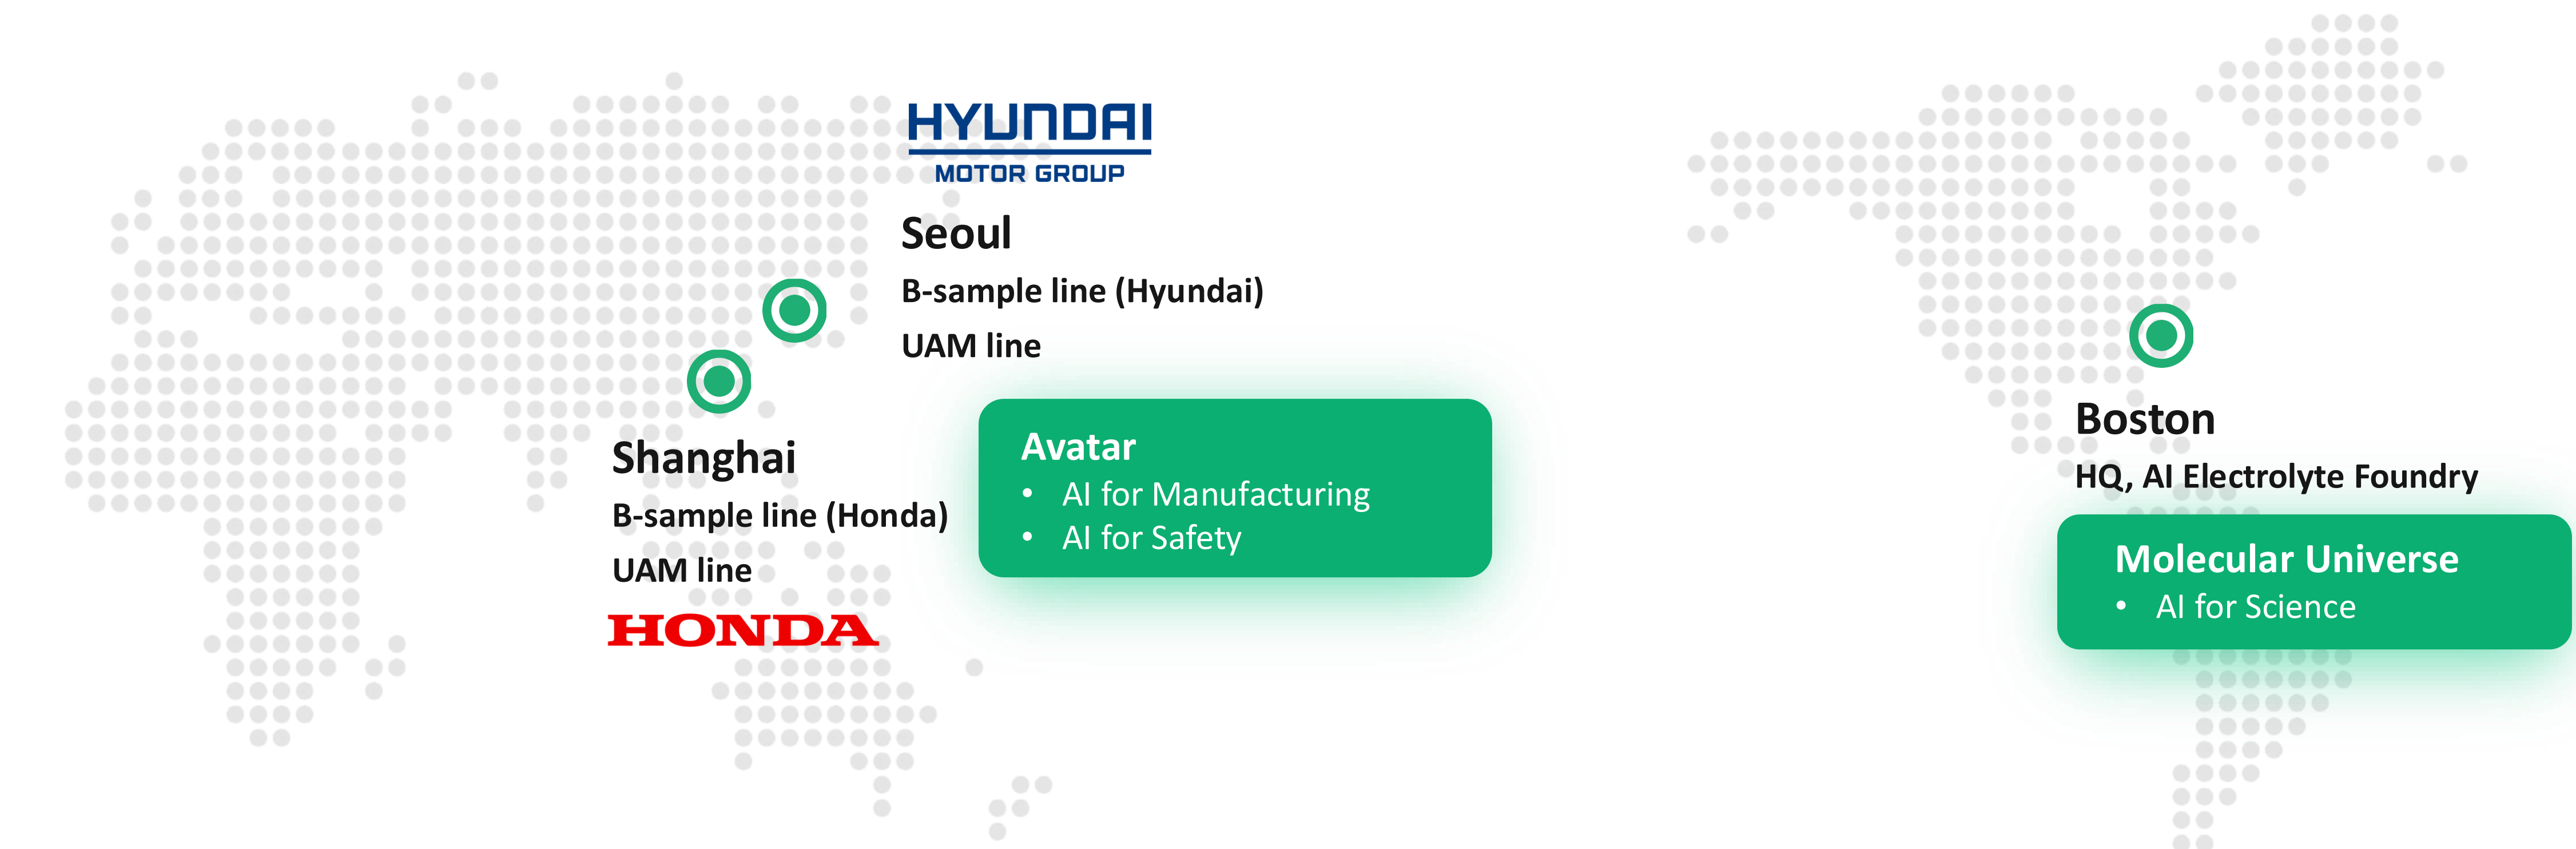 HYUNDAI
MOTOR GROUP
Seoul
B-sample line (Hyundai)
UAM line
Shanghai
B-sample line (Honda)
UAM line
HONDA
Avatar
• AI for Manufacturing
• AI for Safety
Boston
HQ, AI Electrolyte Foundry
Molecular Universe
• AI for Science